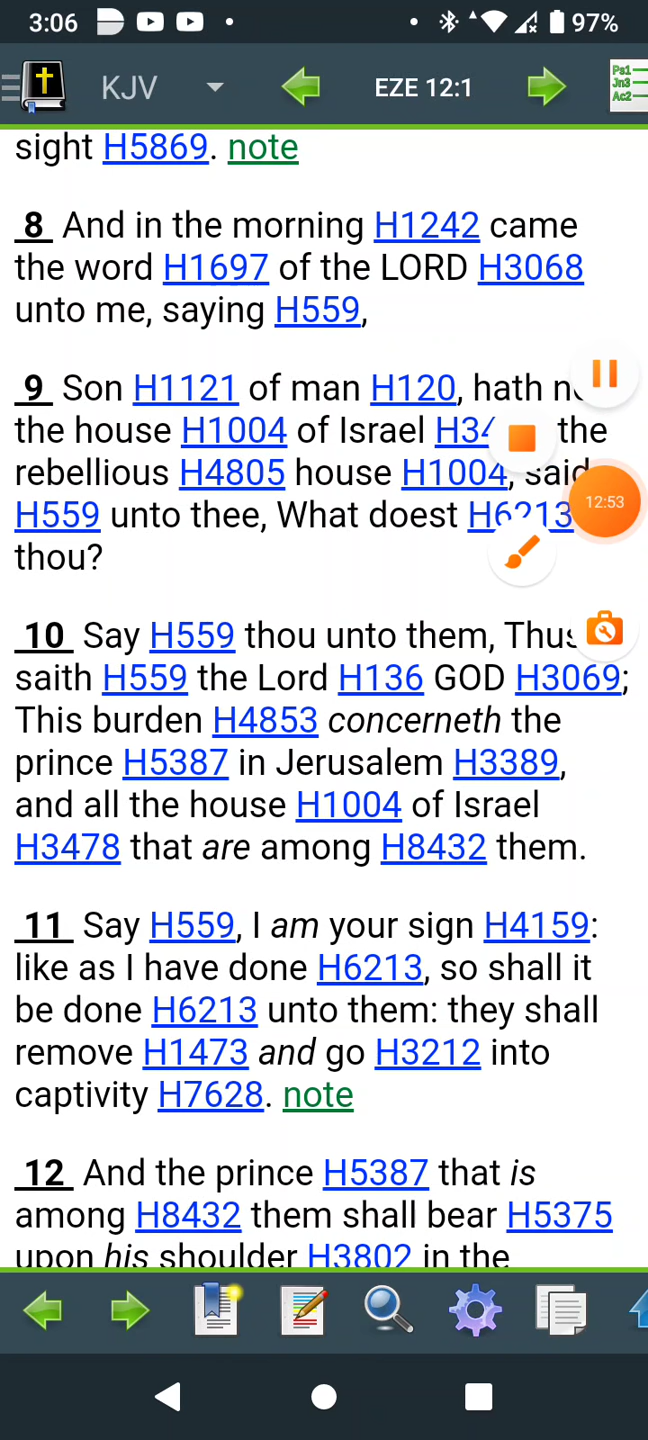 3:06 97%
KJV EZE 12:1 Ps1
Jn3
Ac2
sight H5869. note
8 And in the morning H1242 came
the word H1697 of the LORD H3068
unto me, saying H559,
9 Son H1121 of man H120, hath
the house H1004 of Israel the
rebellious H4805 house H1004, said
H559 unto thee, What doest H6213
thou?
12:53
10 Say H559 thou unto them, Thus
saith H559 the Lord H136 GOD H3069;
This burden H4853 concerneth the
prince H5387 in Jerusalem H3389,
and all the house H1004 of Israel
H3478 that are among H8432 them.
11 Say H559, I am your sign H4159:
like as I have done H6213, so shall it
be done H6213 unto them: they shall
remove H1473 and go H3212 into
captivity H7628. note
12 And the prince H5387 that is
among H8432 them shall bear H5375
upon his shoulder H3802 in the